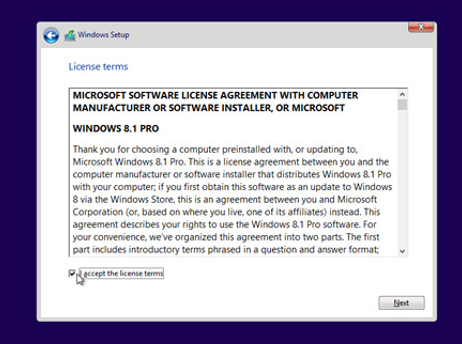 Windows Setup
License terms
MICROSOFT SOFTWARE LICENSE AGREEMENT WITH COMPUTER
MANUFACTURER OR SOFTWARE INSTALLER, OR MICROSOFT
WINDOWS 8.1 PRO
Thank you for choosing a computer preinstalled with, or updating to,
Microsoft Windows 8.1 Pro. This is a license agreement between you and the
computer manufacturer or software installer that distributes Windows 8.1 Pro
with your computer; if you first obtain this software as an update to Windows
8 via the Windows Store, this is an agreement between you and Microsoft
Corporation (or, based on where you live, one of its affiliates) instead. This
agreement describes your rights to use the Windows 8.1 Pro software. For
your convenience, we've organized this agreement into two parts. The first
part includes introductory terms phrased in a question and answer format;
I accept the license terms
Next